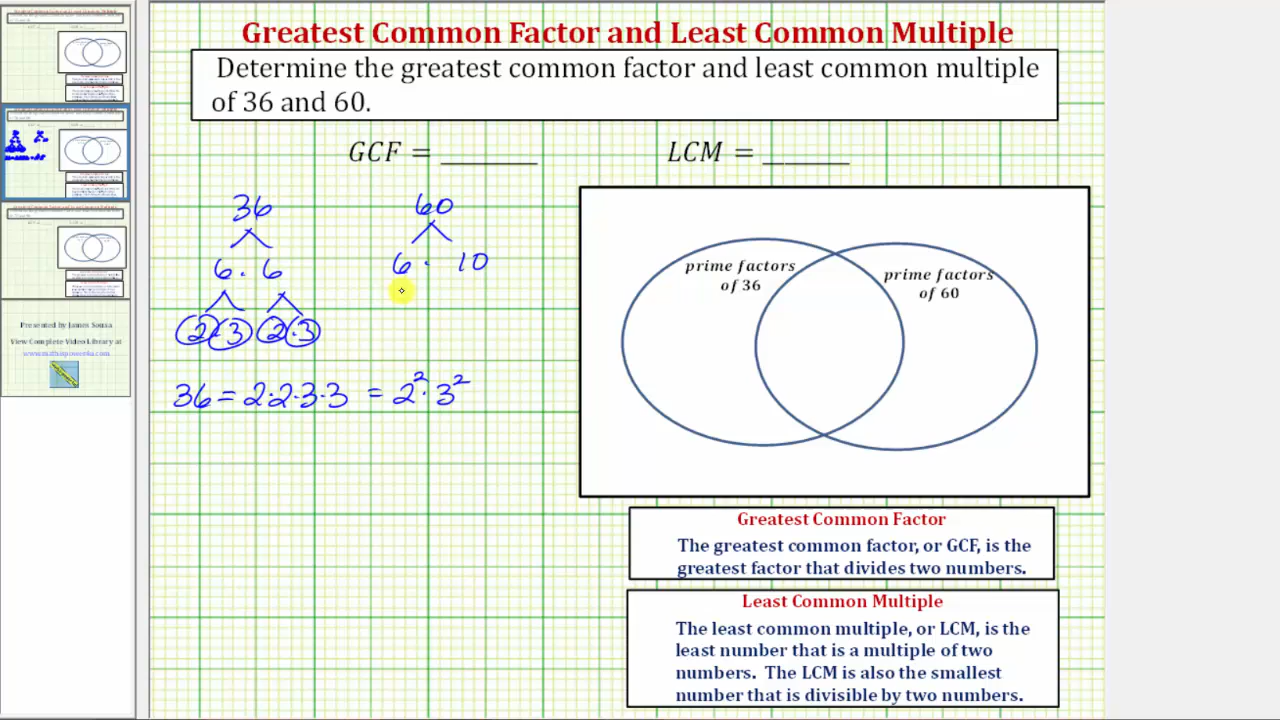 Greatest Common Factor and Least Common Multiple
Determine the greatest common factor and least common multiple
of 36 and 60.
GCF = ______ LCM = ______
36
6 · 6
2 · 3 2 · 3
36 = 2·2·3·3 = 2²·3²
60
6 · 10
prime factors
of 36
prime factors
of 60
Greatest Common Factor
The greatest common factor, or GCF, is the
greatest factor that divides two numbers.
Least Common Multiple
The least common multiple, or LCM, is the
least number that is a multiple of two
numbers. The LCM is also the smallest
number that is divisible by two numbers.
Presented by James Sousa
View Complete Video Library at